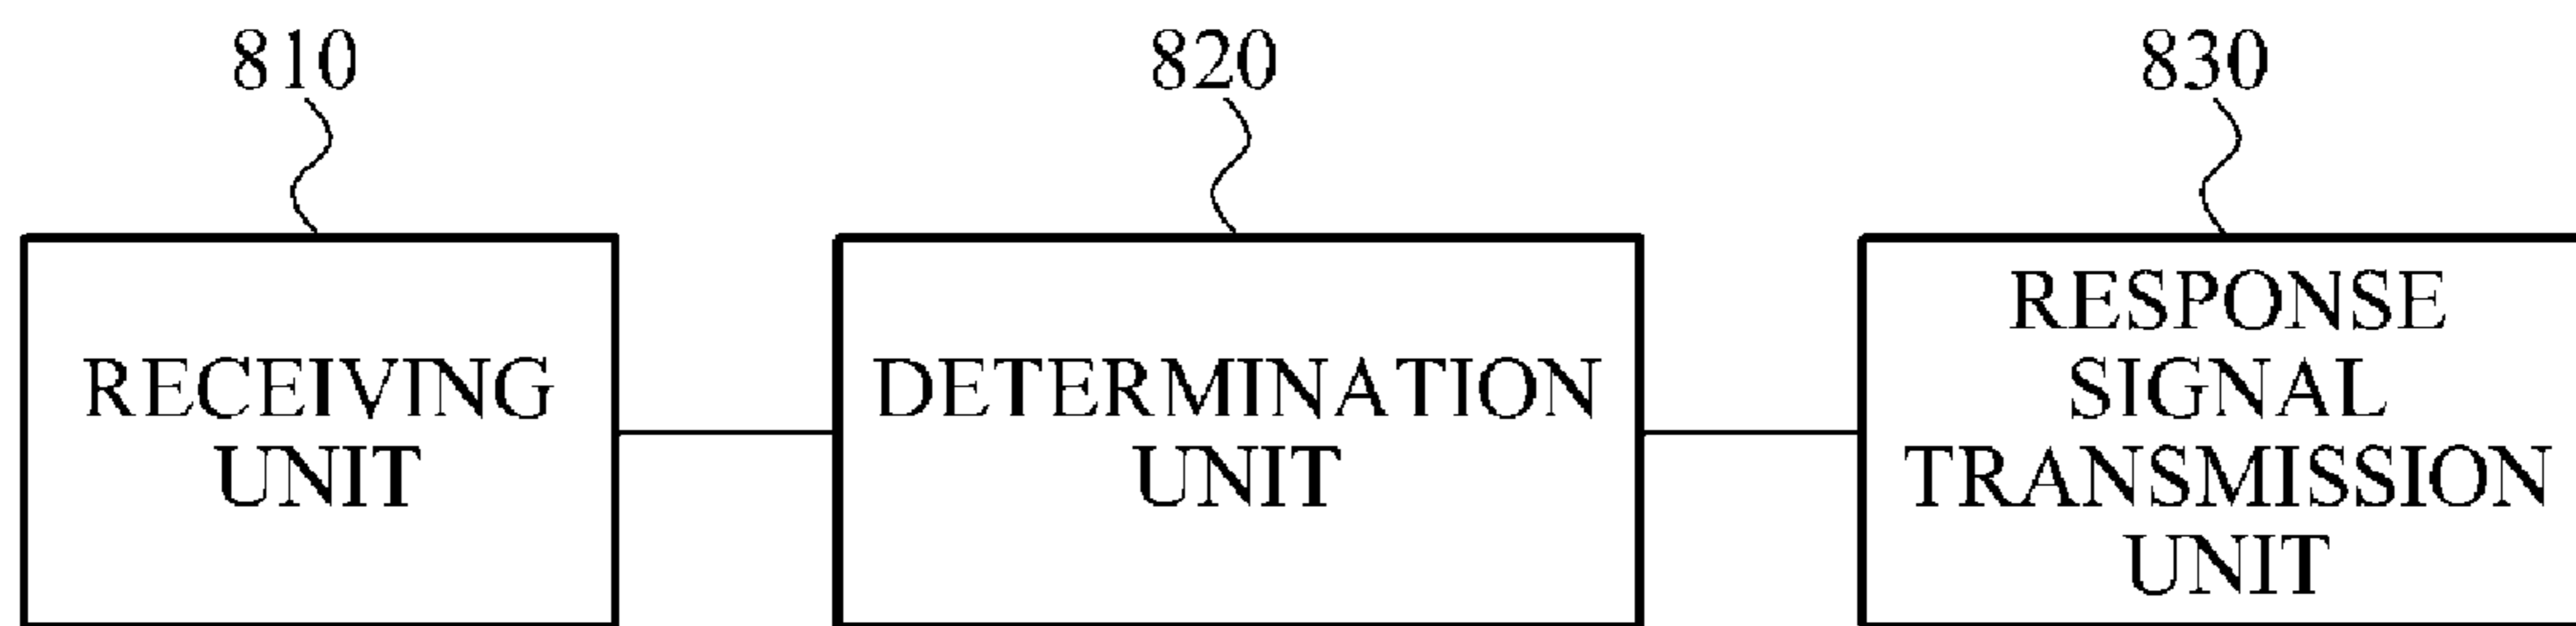 810
820
830
RECEIVING
UNIT
DETERMINATION
UNIT
RESPONSE
SIGNAL
TRANSMISSION
UNIT